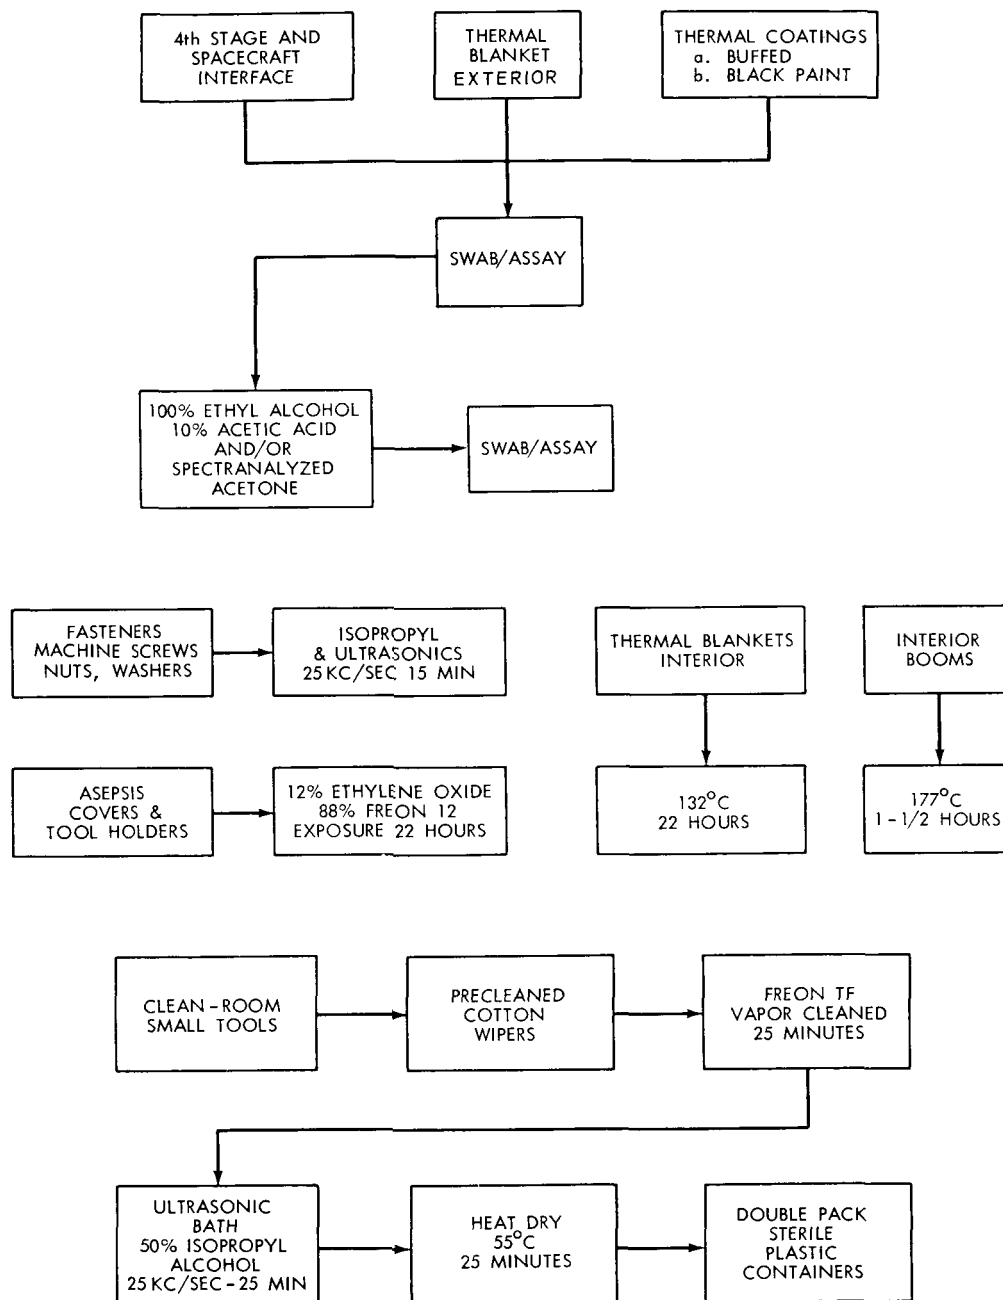 4th STAGE AND
SPACECRAFT
INTERFACE
THERMAL
BLANKET
EXTERIOR
THERMAL COATINGS
a. BUFFED
b. BLACK PAINT
SWAB/ASSAY
100% ETHYL ALCOHOL
10% ACETIC ACID
AND/OR
SPECTRANALYZED
ACETONE
SWAB/ASSAY
FASTENERS
MACHINE SCREWS
NUTS, WASHERS
ISOPROPYL
& ULTRASONICS
25 KC/SEC 15 MIN
THERMAL BLANKETS
INTERIOR
INTERIOR
BOOMS
ASEPSIS
COVERS &
TOOL HOLDERS
12% ETHYLENE OXIDE
88% FREON 12
EXPOSURE 22 HOURS
132°C
22 HOURS
177°C
1-1/2 HOURS
CLEAN-ROOM
SMALL TOOLS
PRECLEANED
COTTON
WIPERS
FREON TF
VAPOR CLEANED
25 MINUTES
ULTRASONIC
BATH
50% ISOPROPYL
ALCOHOL
25 KC/SEC-25 MIN
HEAT DRY
55°C
25 MINUTES
DOUBLE PACK
STERILE
PLASTIC
CONTAINERS